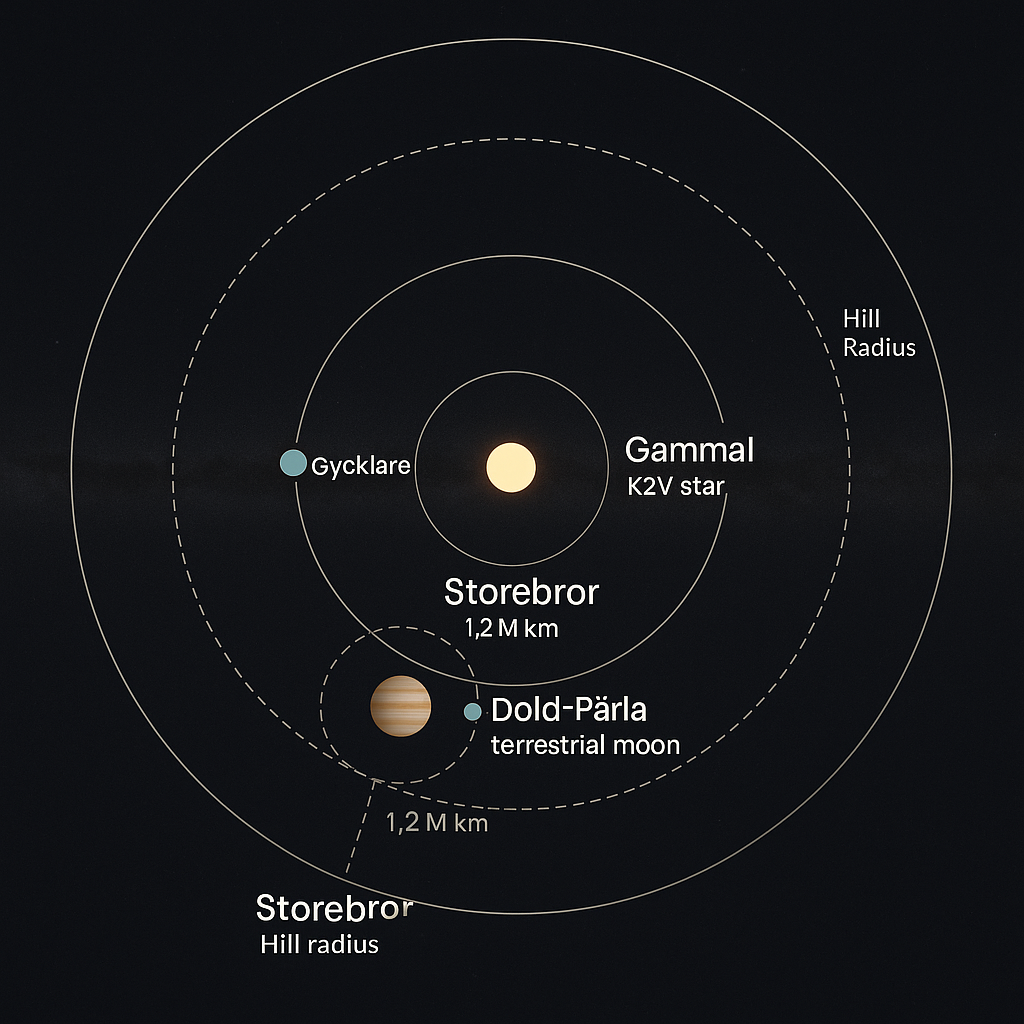 Hill
Radius
Gammal
K2V star
Gycklare
Storebror
1,2 M km
Dold-Pärla
terrestrial moon
1,2 M km
Storebror
Hill radius